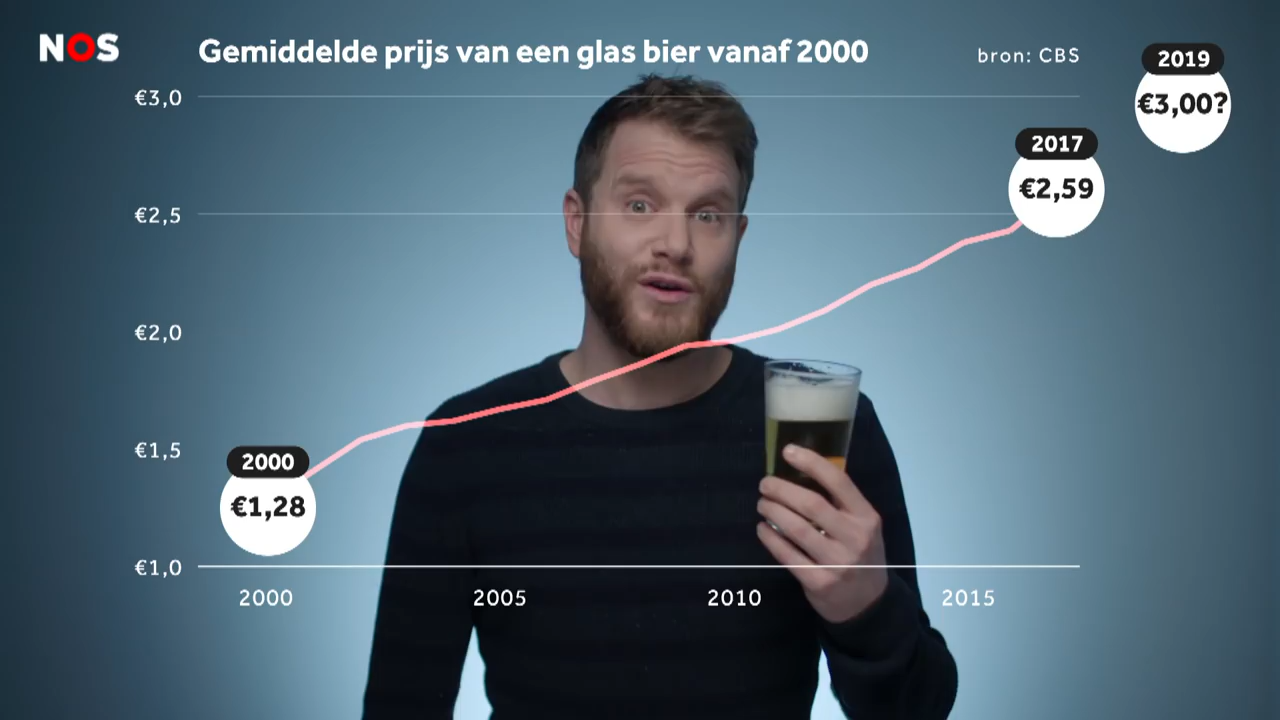 NOS
Gemiddelde prijs van een glas bier vanaf 2000
bron: CBS
2019
€3,00?
€3,0
2017
€2,59
€2,5
€2,0
€1,5
2000
€1,28
€1,0
2000 2005 2010 2015